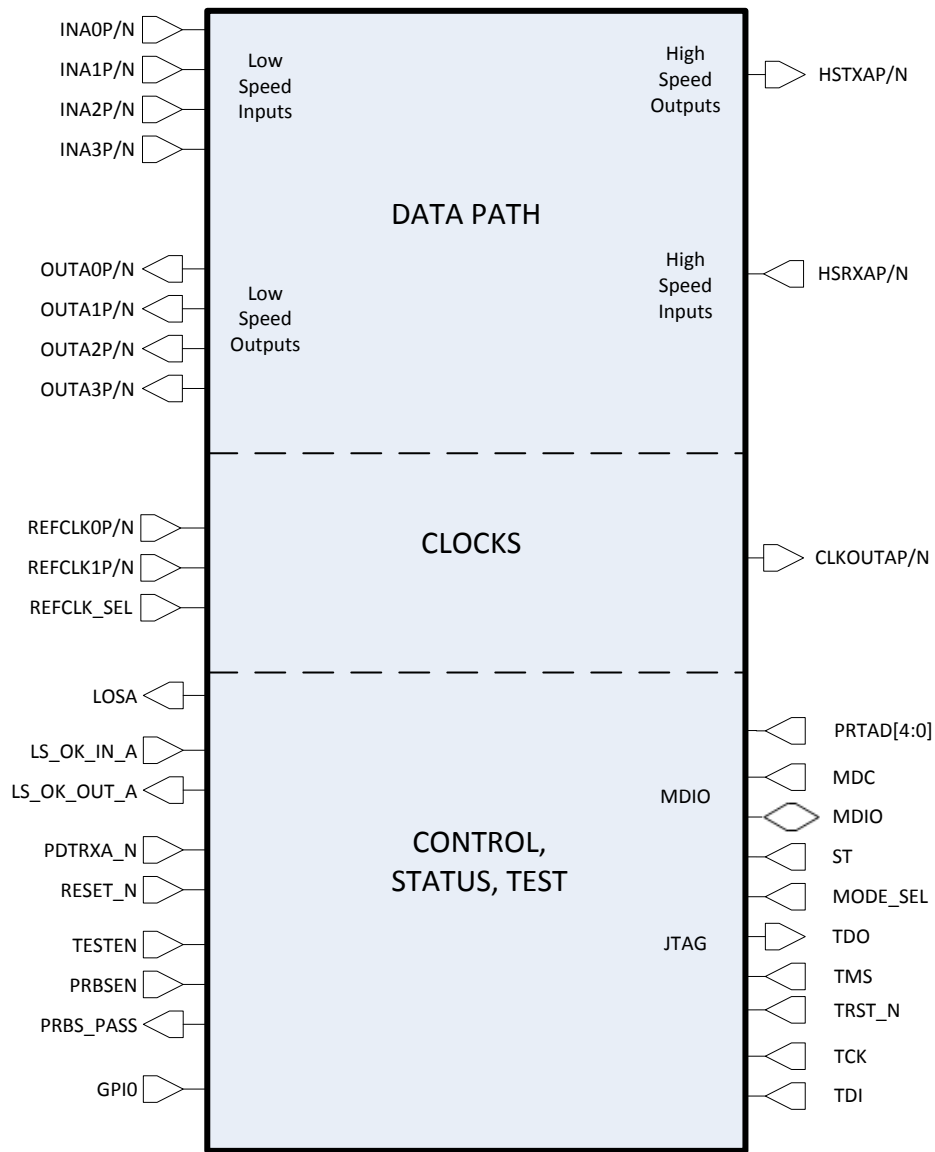 INA0P/N
INA1P/N
INA2P/N
INA3P/N
Low
Speed
Inputs
High
Speed
Outputs
HSTXAP/N
DATA PATH
OUTA0P/N
OUTA1P/N
OUTA2P/N
OUTA3P/N
Low
Speed
Outputs
High
Speed
Inputs
HSRXAP/N
REFCLK0P/N
REFCLK1P/N
REFCLK_SEL
CLOCKS
CLKOUTAP/N
LOSA
LS_OK_IN_A
LS_OK_OUT_A
PDTRXA_N
RESET_N
TESTEN
PRBSEN
PRBS_PASS
GPI0
CONTROL,
STATUS, TEST
MDIO
JTAG
PRTAD[4:0]
MDC
MDIO
ST
MODE_SEL
TDO
TMS
TRST_N
TCK
TDI